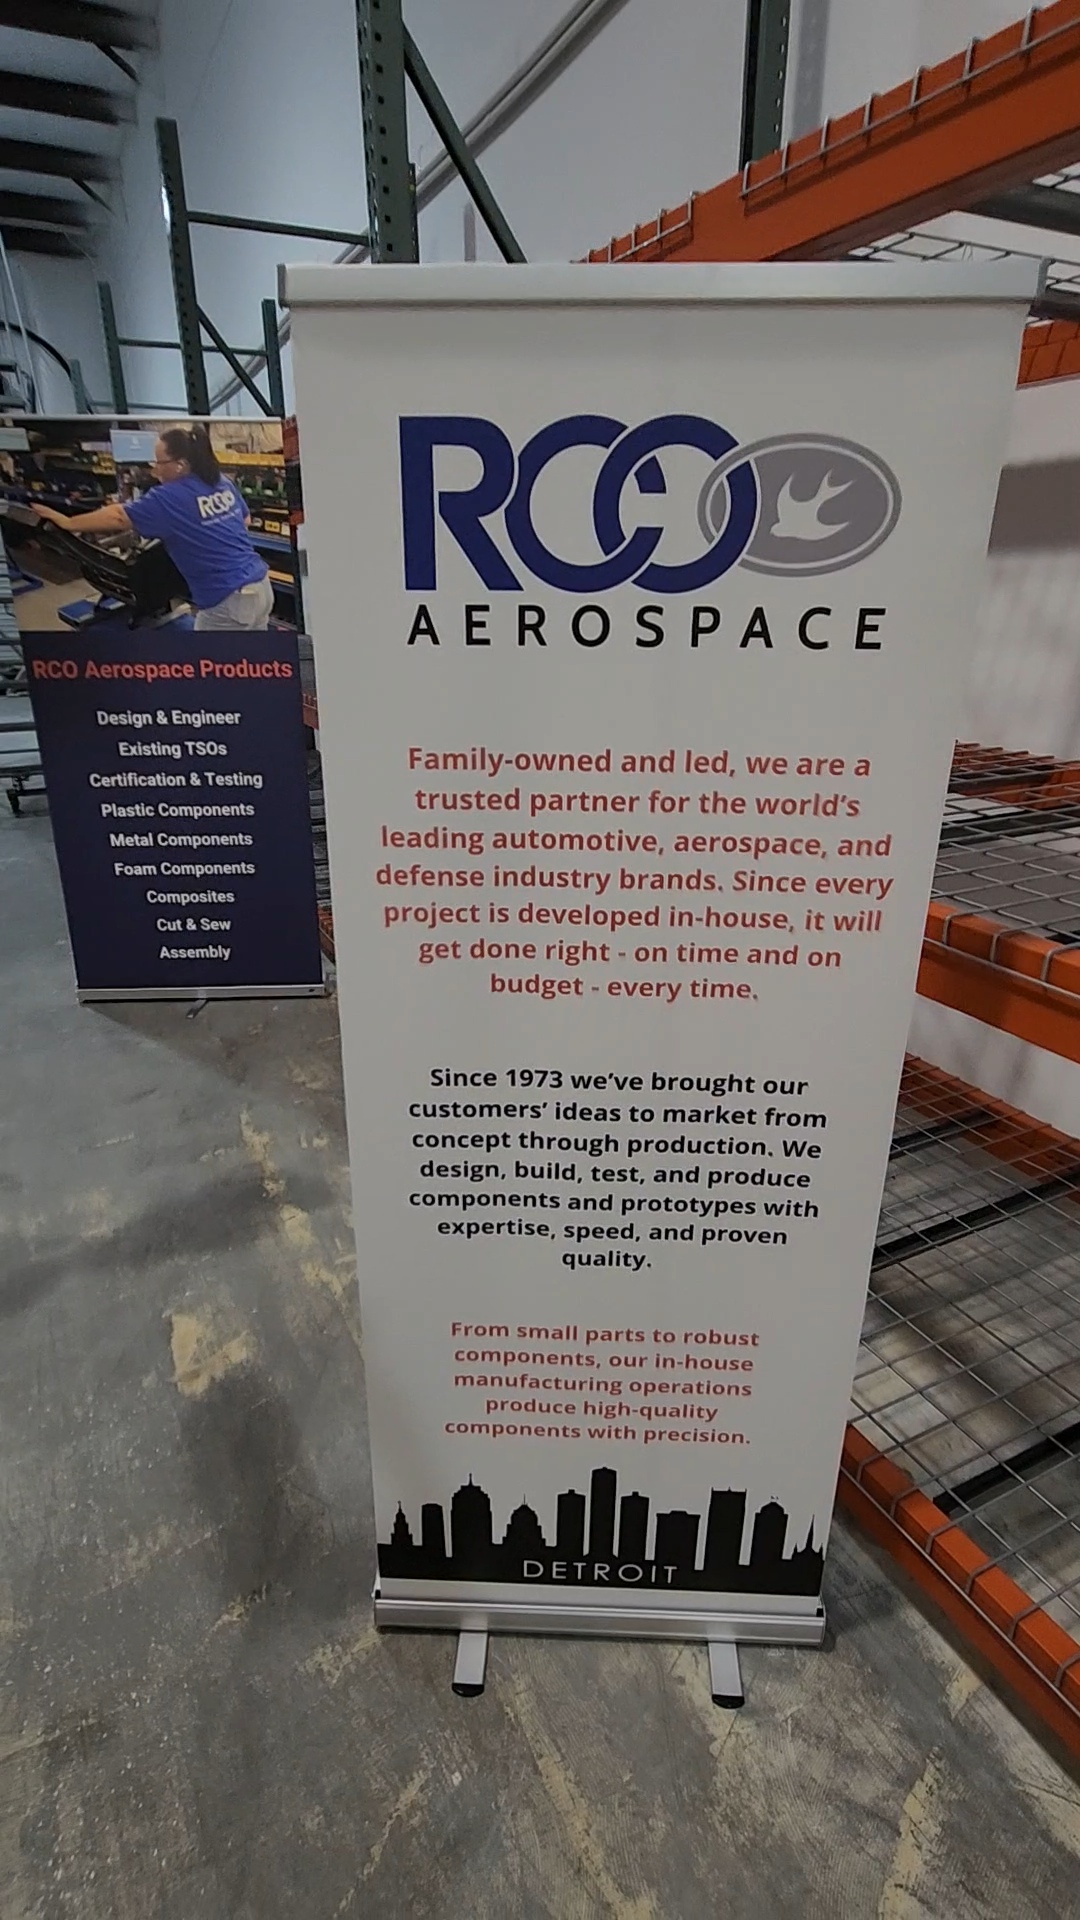 RCO
AEROSPACE
Family-owned and led, we are a
trusted partner for the world's
leading automotive, aerospace, and
defense industry brands. Since every
project is developed in-house, it will
get done right - on time and on
budget - every time.
Since 1973 we've brought our
customers' ideas to market from
concept through production. We
design, build, test, and produce
components and prototypes with
expertise, speed, and proven
quality.
From small parts to robust
components, our in-house
manufacturing operations
produce high-quality
components with precision.
DETROIT
RCO
RCO Aerospace Products
Design & Engineer
Existing TSOs
Certification & Testing
Plastic Components
Metal Components
Foam Components
Composites
Cut & Sew
Assembly